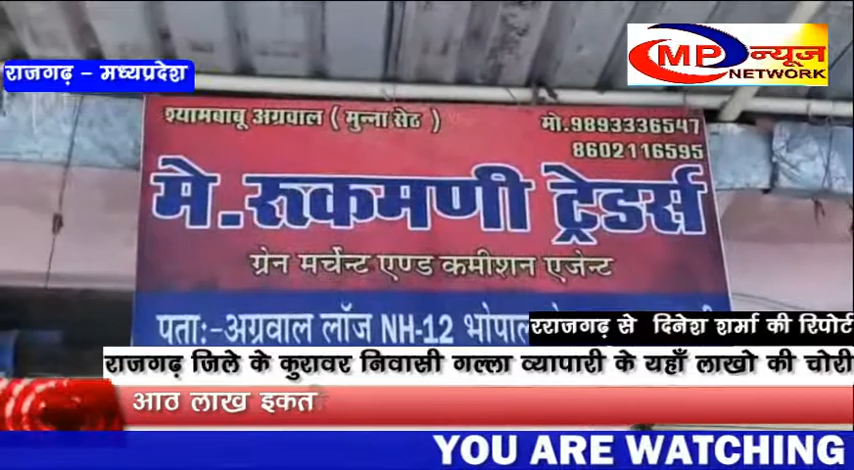 MP न्यूज
NETWORK
राजगढ़ - मध्यप्रदेश
श्यामबाबू अग्रवाल ( मुन्ना सेठ )
मो.9893336547
8602116595
मे. रुकमणी ट्रेडर्स
ग्रेन मर्चेन्ट एण्ड कमीशन एजेन्ट
पता:-अग्रवाल लॉज NH-12 भोपाल
रराजगढ़ से दिनेश शर्मा की रिपोर्ट
राजगढ़ जिले के कुरावर निवासी गल्ला व्यापारी के यहाँ लाखो की चोरी
आठ लाख इकत
YOU ARE WATCHING